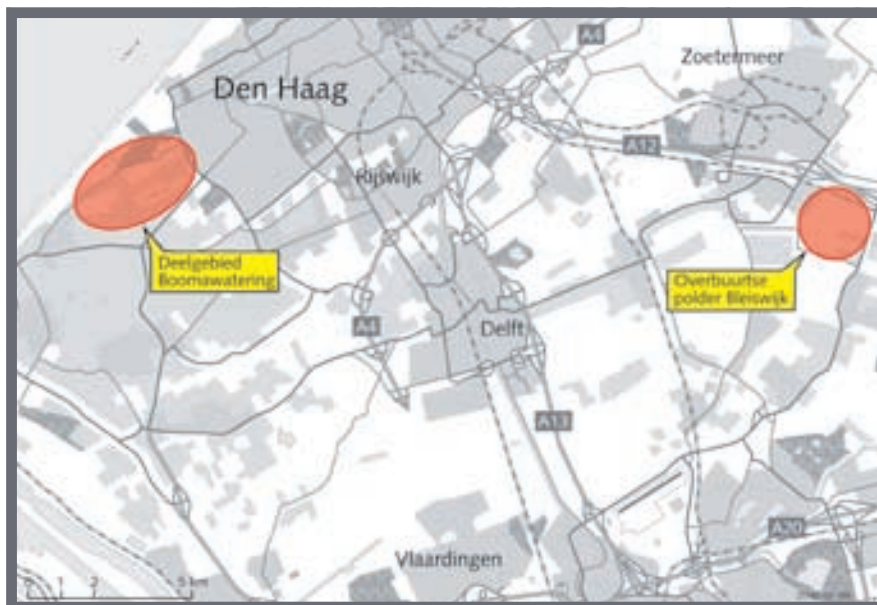 A4
Zoetermeer
Den Haag
A12
Rijswijk
Deelgebied
Boomawatering
Overbuurtse
polder Bleiswijk
A4
Delft
A13
A20
Vlaardingen
0 1 2 5 km